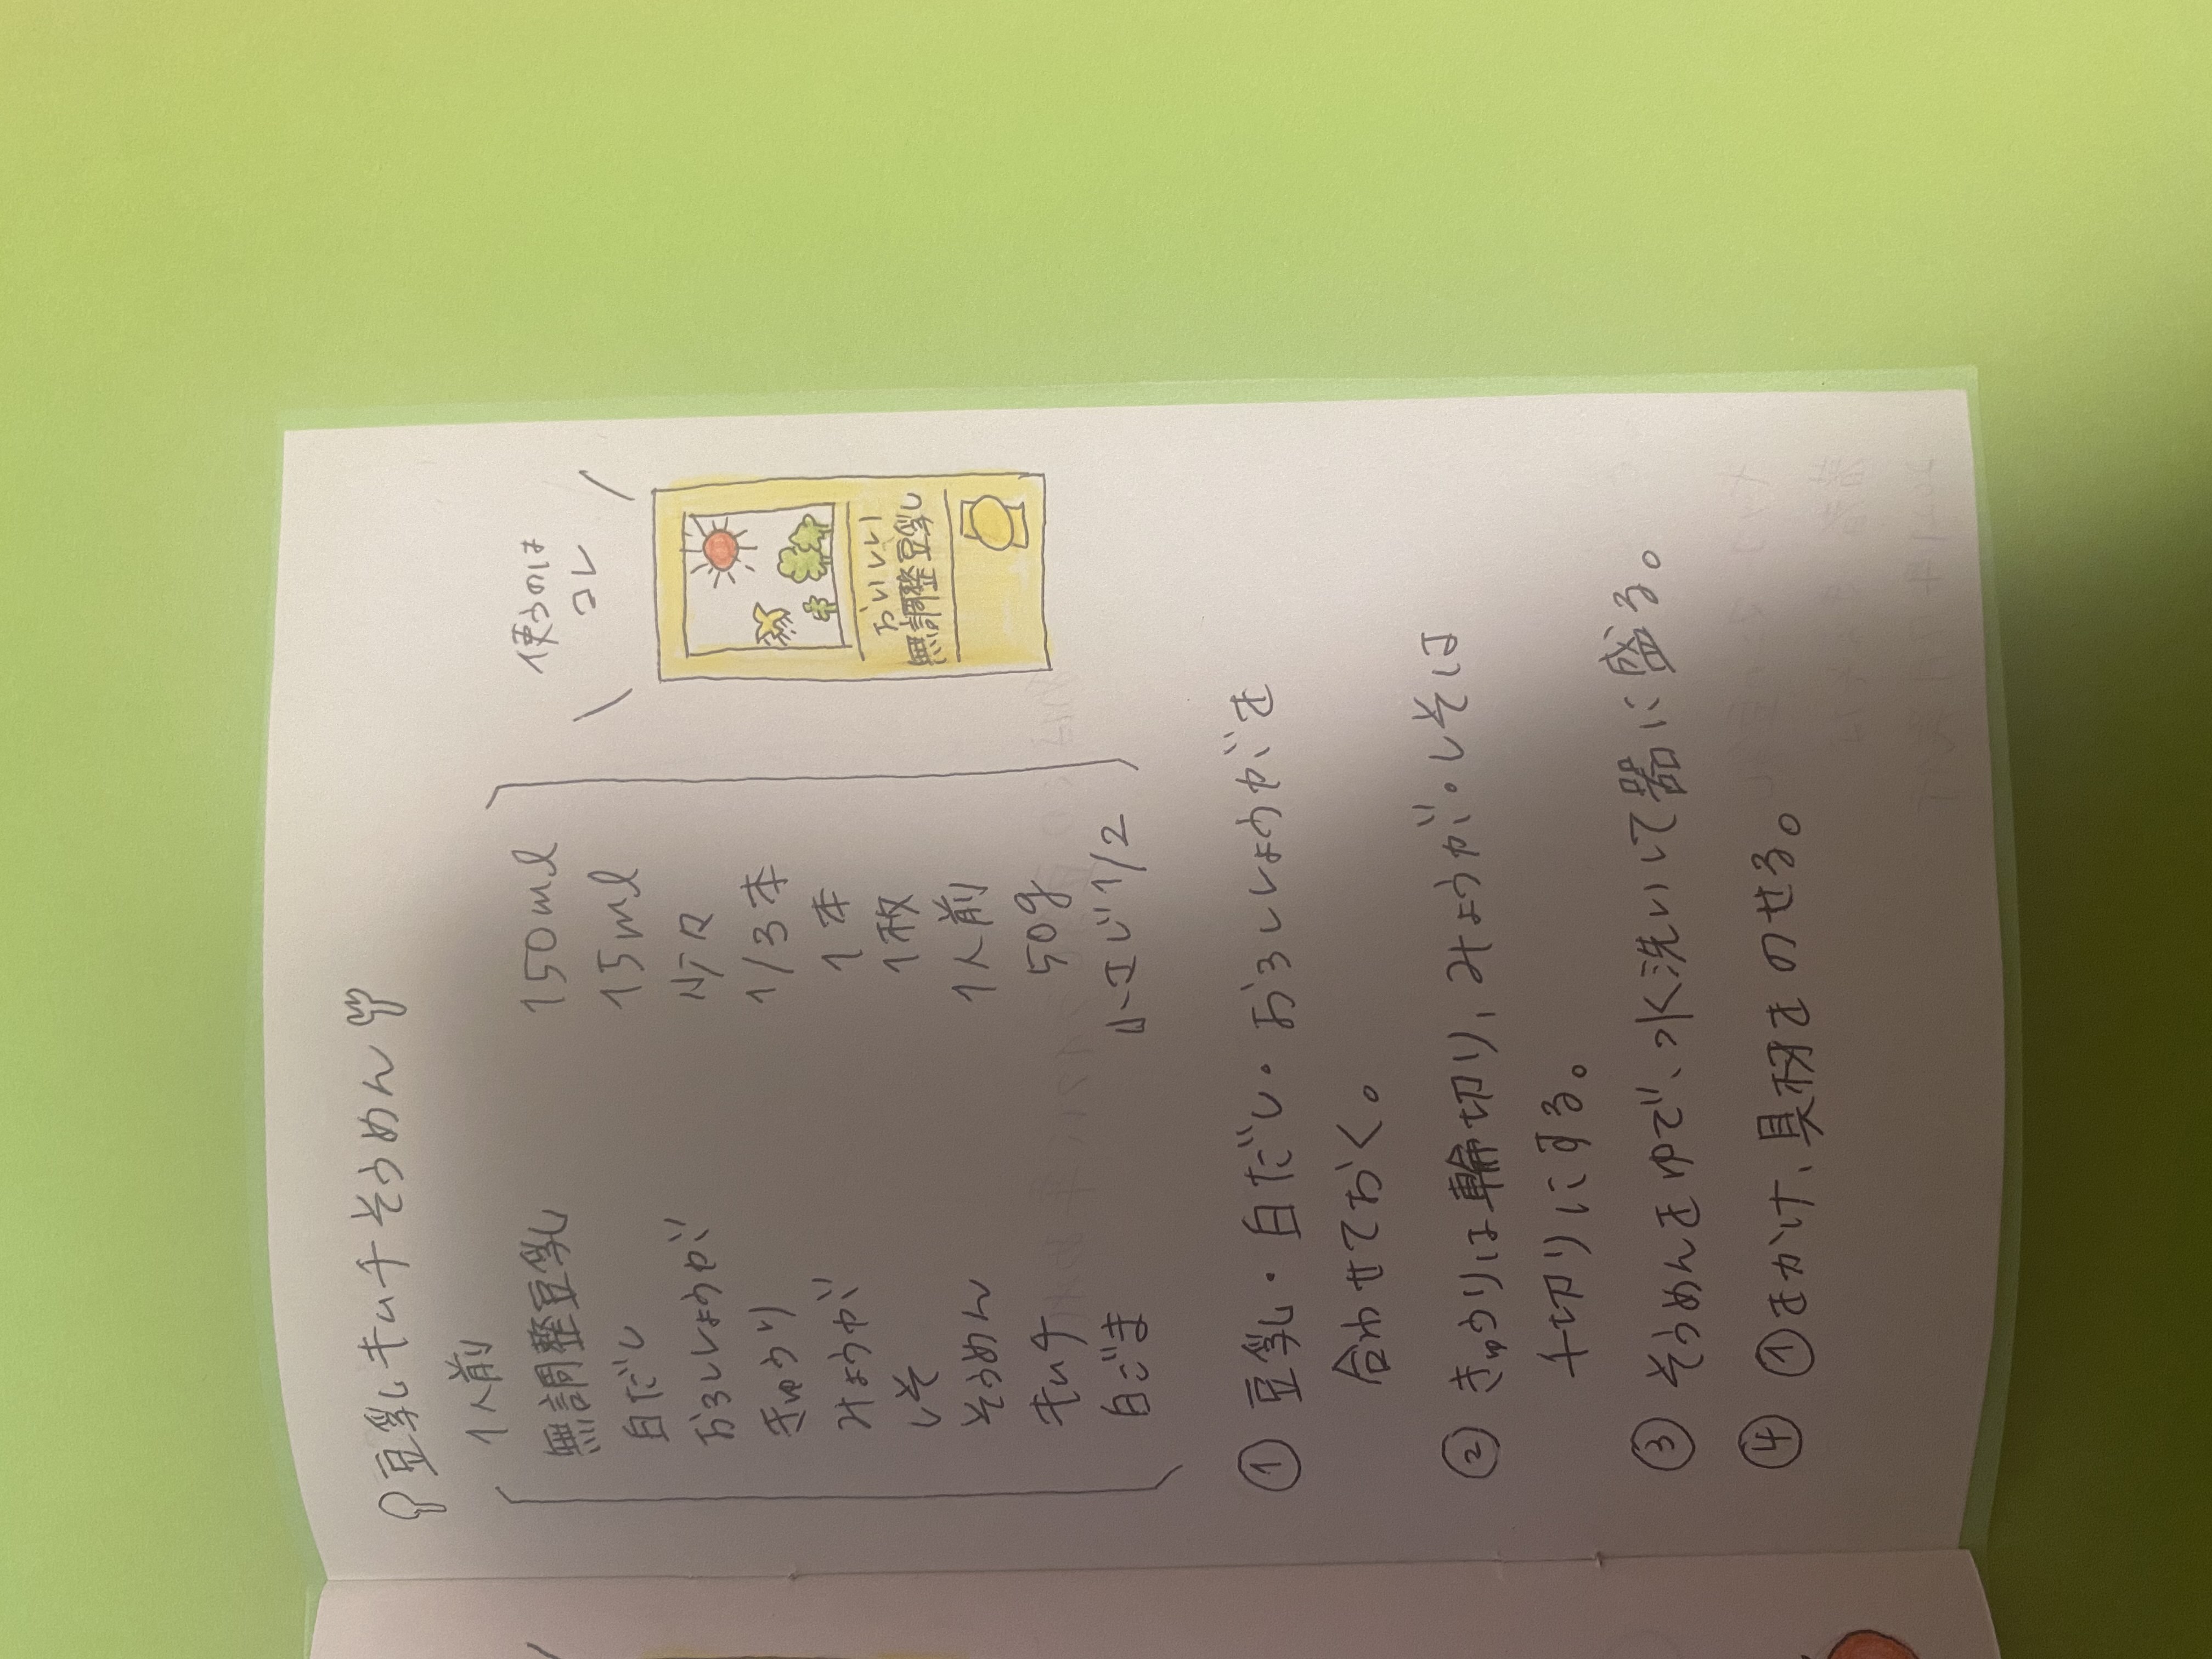 豆乳キムチそうめん
1人前
無調整豆乳 150ml
白だし 15ml
おろししょうが 少々
きゅうり 1/3本
みょうが 1本
しそ 1枚
そうめん 1人前
キムチ 50g
白ごま 小さじ1/2
使うのは
コレ
おいしい
無調整豆乳
① 豆乳・白だし・おろししょうがを
合わせておく。
② きゅうりは輪切り、みょうが・しそは
千切りにする。
③ そうめんをゆで、水洗いして器に盛る。
④ ①をかけ、具材をのせる。